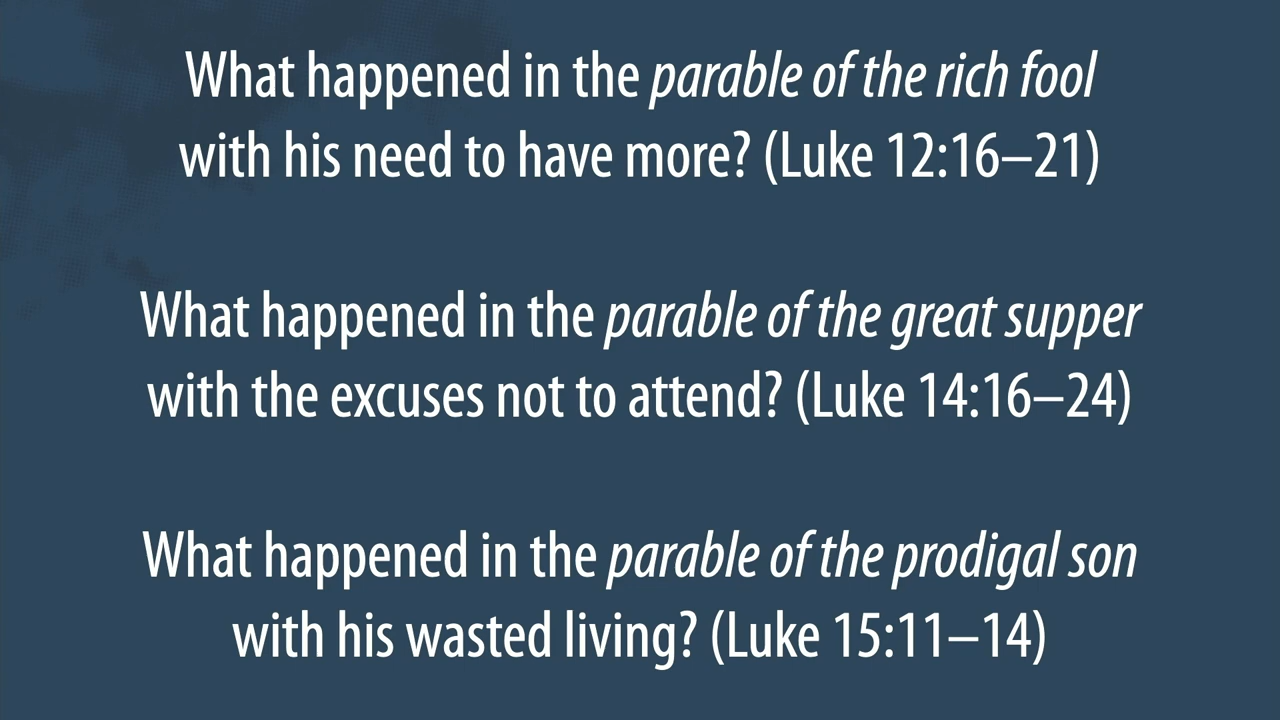 What happened in the parable of the rich fool
with his need to have more? (Luke 12:16–21)
What happened in the parable of the great supper
with the excuses not to attend? (Luke 14:16–24)
What happened in the parable of the prodigal son
with his wasted living? (Luke 15:11–14)